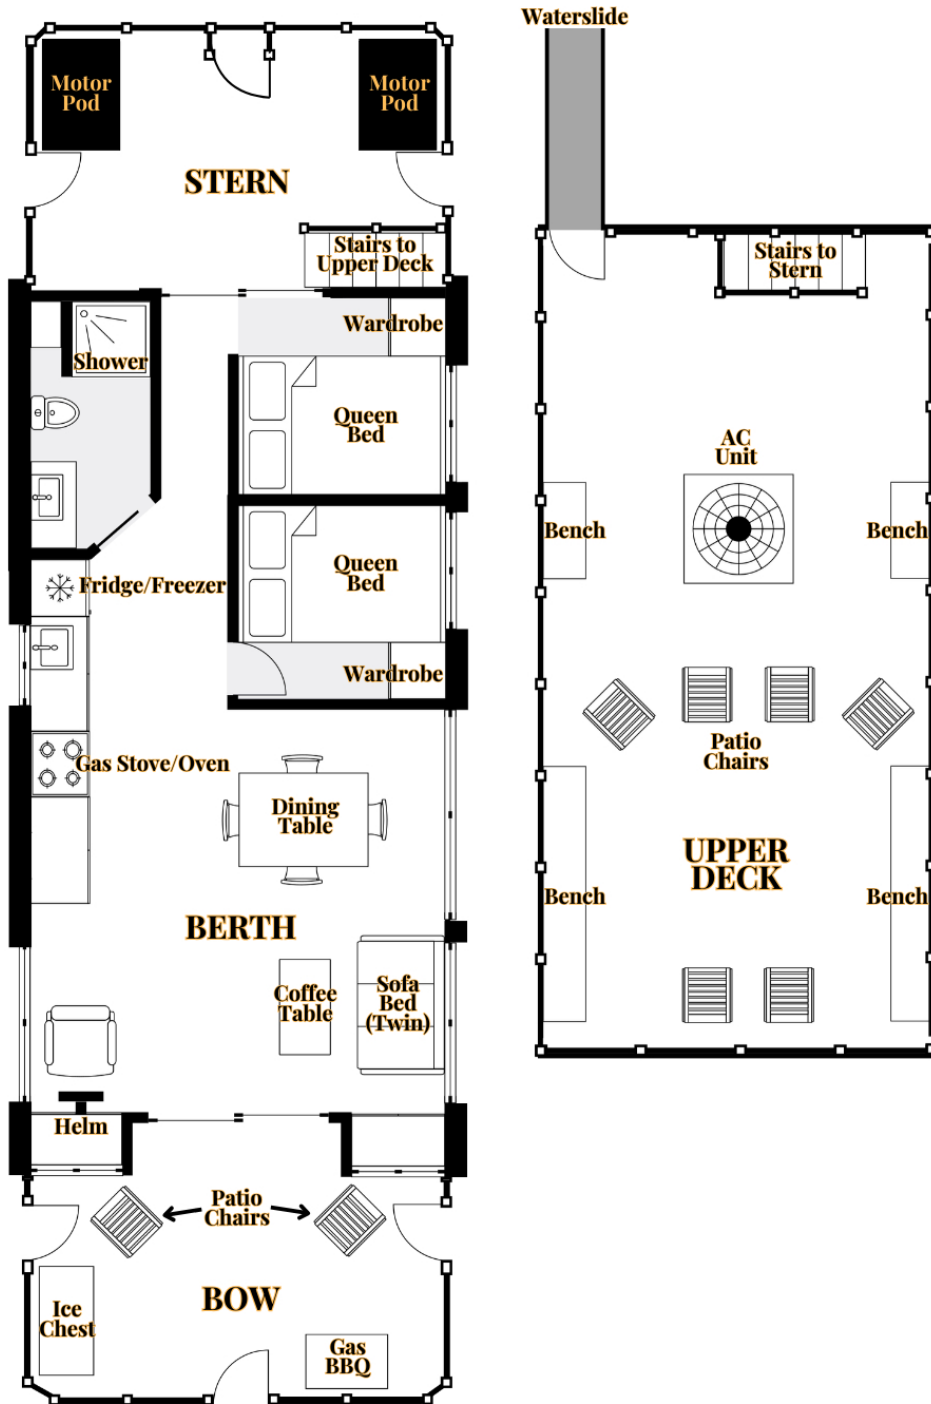 Waterslide
Motor
Pod
Motor
Pod
STERN
Stairs to
Upper Deck
Stairs to
Stern
Wardrobe
Shower
Queen
Bed
AC
Unit
Bench
Bench
Queen
Bed
Fridge/Freezer
Wardrobe
Patio
Chairs
Gas Stove/Oven
Dining
Table
UPPER
DECK
Bench
Bench
BERTH
Coffee
Table
Sofa
Bed
(Twin)
Helm
Patio
Chairs
BOW
Ice
Chest
Gas
BBQ